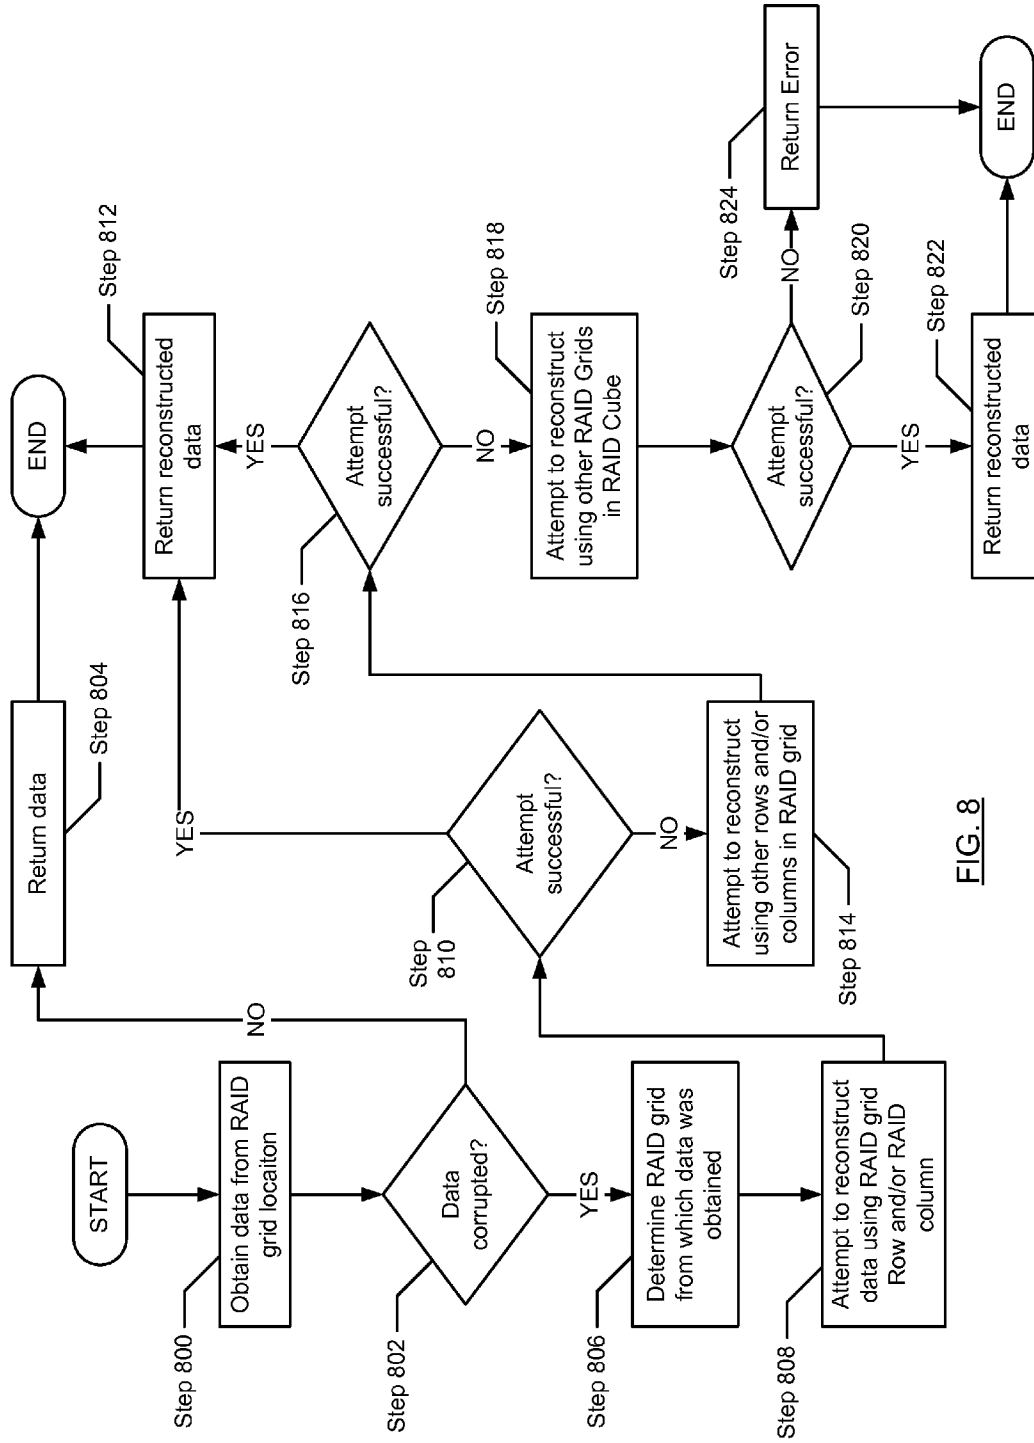 START
Step 800
Obtain data from RAID
grid locaiton
Step 802
Data
corrupted?
NO
YES
Step 804
Return data
END
Step 806
Determine RAID grid
from which data was
obtained
Step 808
Attempt to reconstruct
data using RAID grid
Row and/or RAID
column
Step
810
Attempt
successful?
YES
NO
Step 812
Return reconstructed
data
Step 814
Attempt to reconstruct
using other rows and/or
columns in RAID grid
Step 816
Attempt
successful?
YES
NO
Step 818
Attempt to reconstruct
using other RAID Grids
in RAID Cube
Step 820
Attempt
successful?
NO
YES
Step 822
Return reconstructed
data
Step 824
Return Error
END
FIG. 8